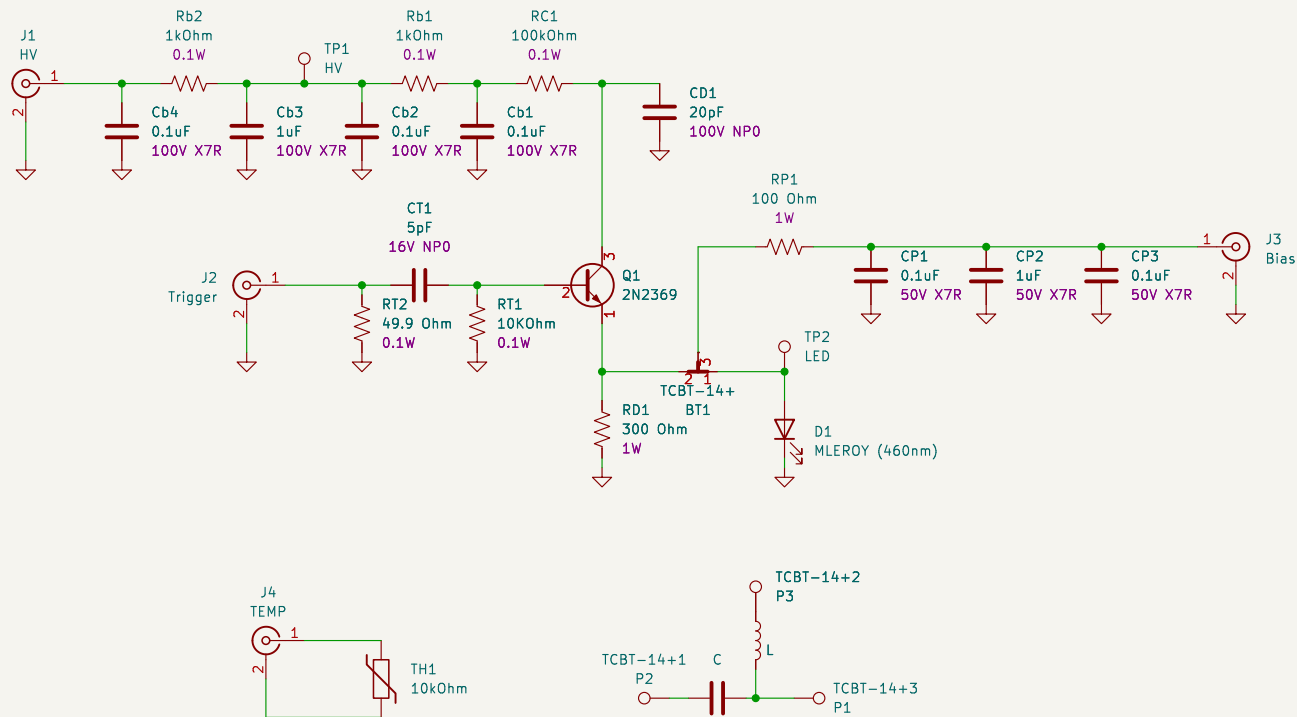 J1
HV
1
2
Rb2
1kOhm
0.1W
TP1
HV
Rb1
1kOhm
0.1W
RC1
100kOhm
0.1W
Cb4
0.1uF
100V X7R
Cb3
1uF
100V X7R
Cb2
0.1uF
100V X7R
Cb1
0.1uF
100V X7R
CD1
20pF
100V NP0
RP1
100 Ohm
1W
J2
Trigger
1
2
CT1
5pF
16V NP0
RT2
49.9 Ohm
0.1W
RT1
10KOhm
0.1W
3
2
1
Q1
2N2369
CP1
0.1uF
50V X7R
CP2
1uF
50V X7R
CP3
0.1uF
50V X7R
1
2
J3
Bias
TP2
LED
3
2 1
TCBT-14+
BT1
RD1
300 Ohm
1W
D1
MLEROY (460nm)
J4
TEMP
1
2
TH1
10kOhm
TCBT-14+2
P3
L
TCBT-14+1
P2
C
TCBT-14+3
P1